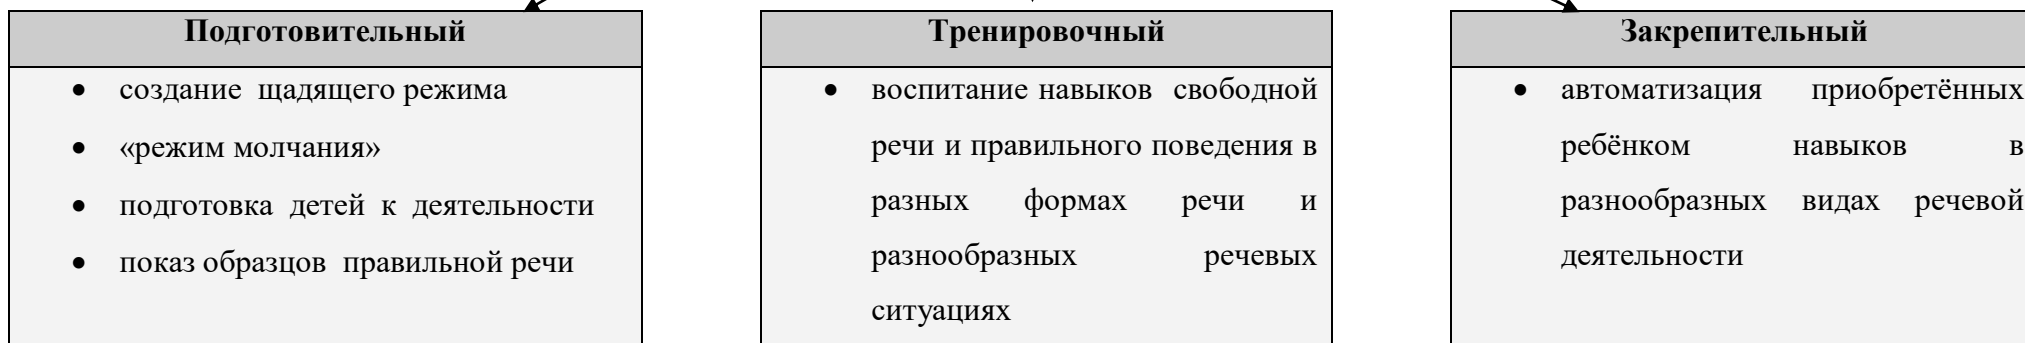 Подготовительный
• создание щадящего режима
• «режим молчания»
• подготовка детей к деятельности
• показ образцов правильной речи
Тренировочный
• воспитание навыков свободной
речи и правильного поведения в
разных формах речи и
разнообразных речевых
ситуациях
Закрепительный
• автоматизация приобретённых
ребёнком навыков в
разнообразных видах речевой
деятельности